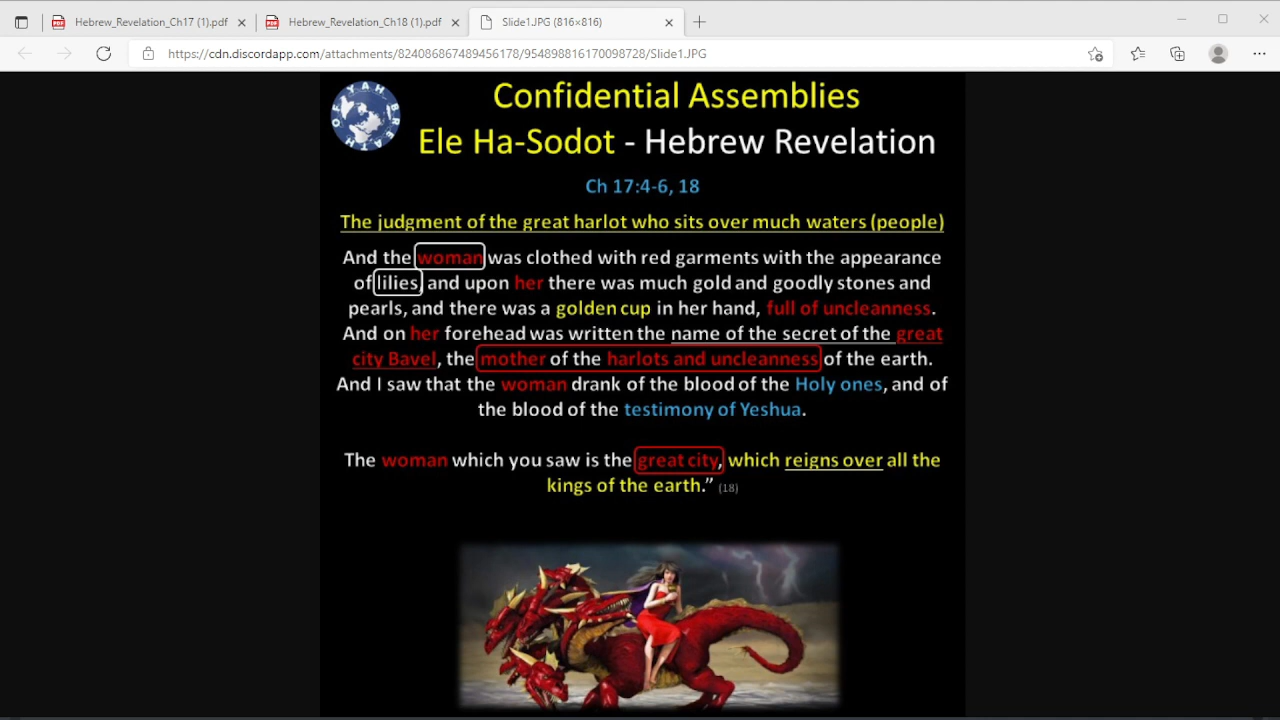 Hebrew_Revelation_Ch17 (1).pdf
Hebrew_Revelation_Ch18 (1).pdf
Slide1.JPG (816×816)
https://cdn.discordapp.com/attachments/824086867489456178/954898816170098728/Slide1.JPG
YAH BREATH OF
Confidential Assemblies
Ele Ha-Sodot - Hebrew Revelation
Ch 17:4-6, 18
The judgment of the great harlot who sits over much waters (people)
And the woman was clothed with red garments with the appearance
of lilies, and upon her there was much gold and goodly stones and
pearls, and there was a golden cup in her hand, full of uncleanness.
And on her forehead was written the name of the secret of the great
city Bavel, the mother of the harlots and uncleanness of the earth.
And I saw that the woman drank of the blood of the Holy ones, and of
the blood of the testimony of Yeshua.
The woman which you saw is the great city, which reigns over all the
kings of the earth.” (18)